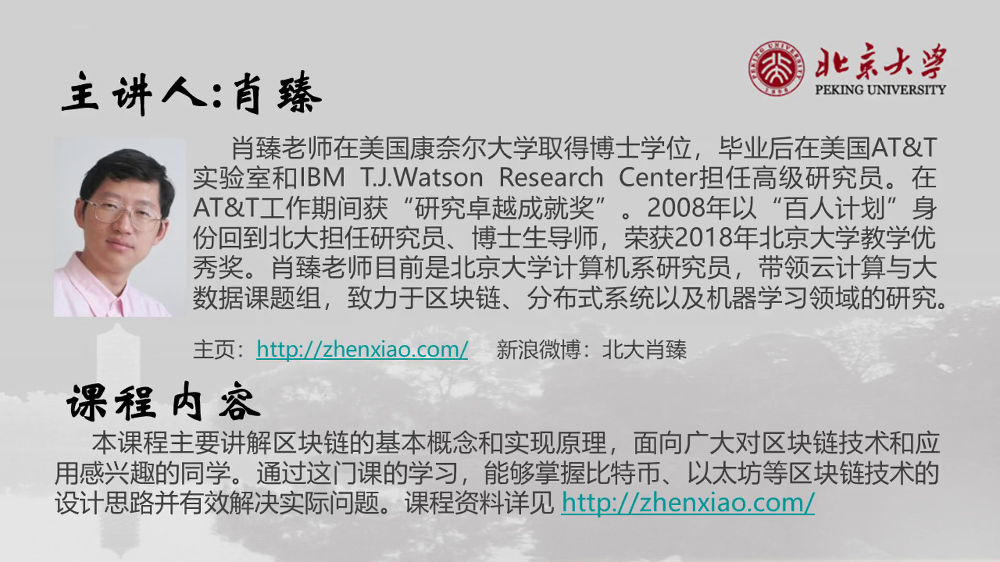 北京大学
PEKING UNIVERSITY
PEKING UNIVERSITY
1898
主讲人:肖臻
肖臻老师在美国康奈尔大学取得博士学位，毕业后在美国AT&T
实验室和IBM T.J.Watson Research Center担任高级研究员。在
AT&T工作期间获“研究卓越成就奖”。2008年以“百人计划”身
份回到北大担任研究员、博士生导师，荣获2018年北京大学教学优
秀奖。肖臻老师目前是北京大学计算机系研究员，带领云计算与大
数据课题组，致力于区块链、分布式系统以及机器学习领域的研究。
主页：http://zhenxiao.com/ 新浪微博：北大肖臻
课程内容
本课程主要讲解区块链的基本概念和实现原理，面向广大对区块链技术和应
用感兴趣的同学。通过这门课的学习，能够掌握比特币、以太坊等区块链技术的
设计思路并有效解决实际问题。课程资料详见 http://zhenxiao.com/